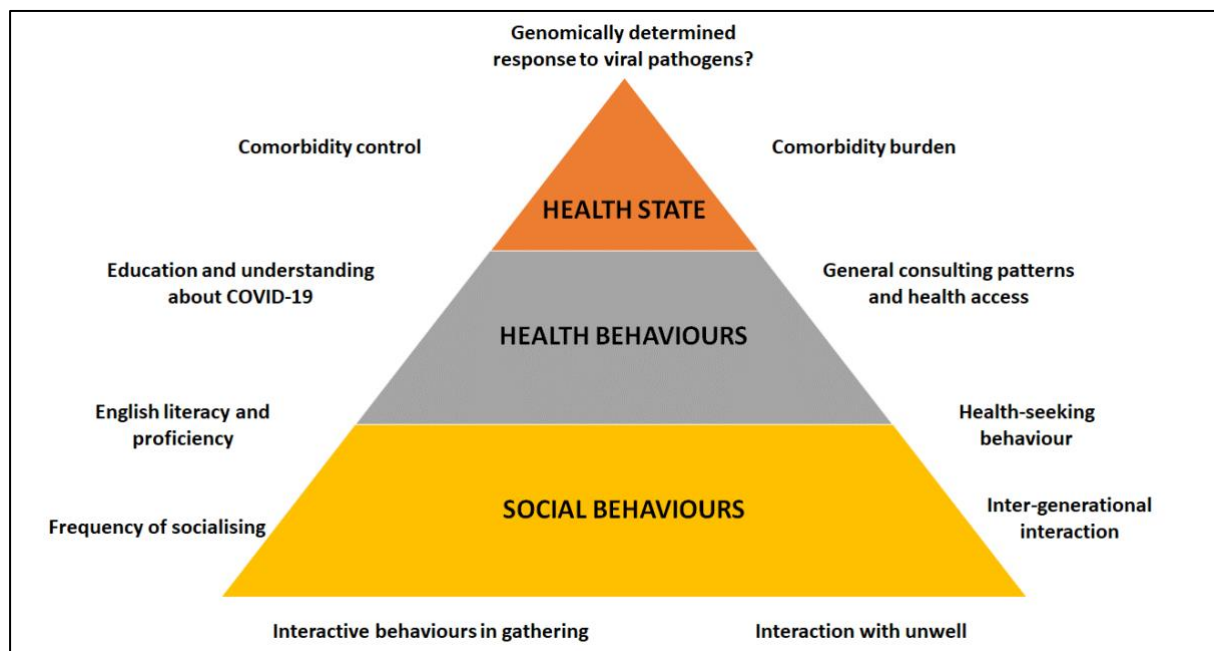 Genomically determined
response to viral pathogens?
Comorbidity control
Comorbidity burden
HEALTH STATE
Education and understanding
about COVID-19
General consulting patterns
and health access
HEALTH BEHAVIOURS
English literacy and
proficiency
Health-seeking
behaviour
SOCIAL BEHAVIOURS
Frequency of socialising
Inter-generational
interaction
Interactive behaviours in gathering
Interaction with unwell